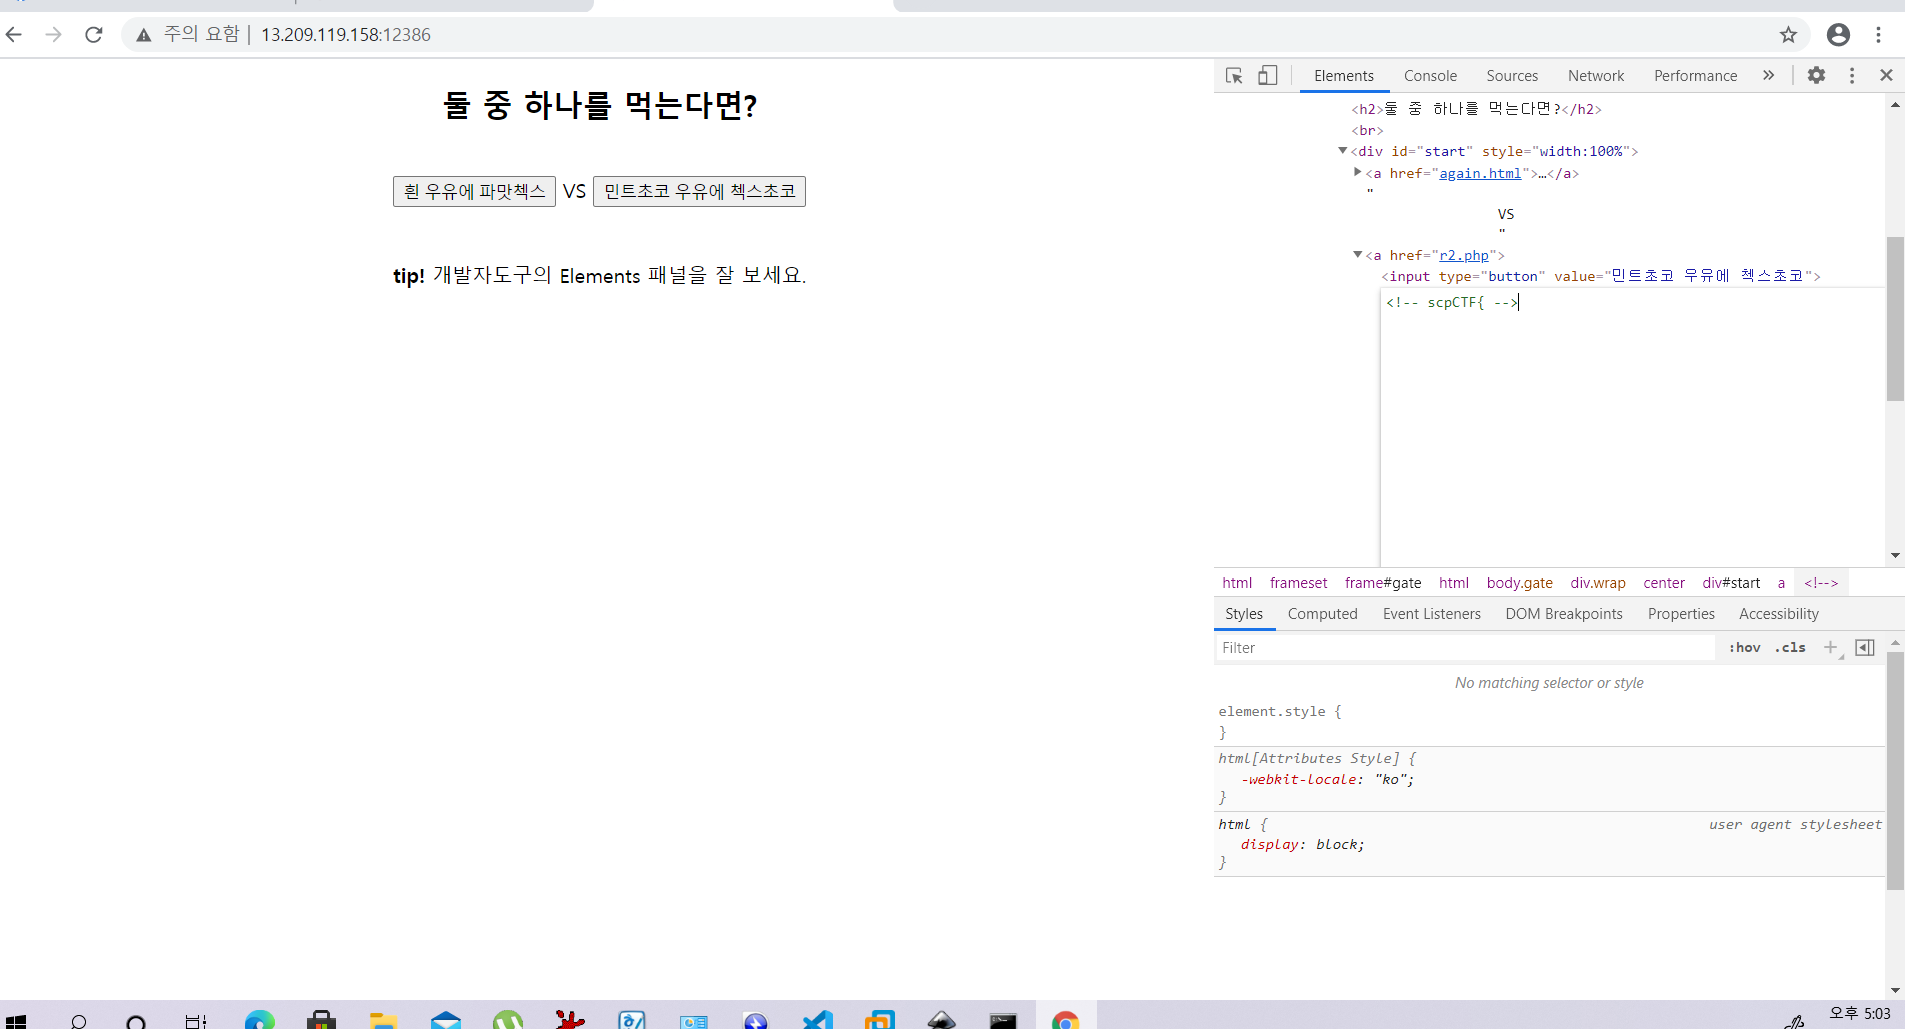 주의 요함 | 13.209.119.158:12386
둘 중 하나를 먹는다면?
흰 우유에 파맛첵스 VS 민트초코 우유에 첵스초코
tip! 개발자도구의 Elements 패널을 잘 보세요.
Elements Console Sources Network Performance »
<h2>둘 중 하나를 먹는다면?</h2>
<br>
<div id="start" style="width:100%">
<a href="again.html">…</a>
"
VS
"
<a href="r2.php">
<input type="button" value="민트초코 우유에 첵스초코">
<!-- scpCTF{ -->
html frameset frame#gate html body.gate div.wrap center div#start a <!-->
Styles Computed Event Listeners DOM Breakpoints Properties Accessibility
Filter :hov .cls +
No matching selector or style
element.style {
}
html[Attributes Style] {
-webkit-locale: "ko";
}
html { user agent stylesheet
display: block;
}
오후 5:03